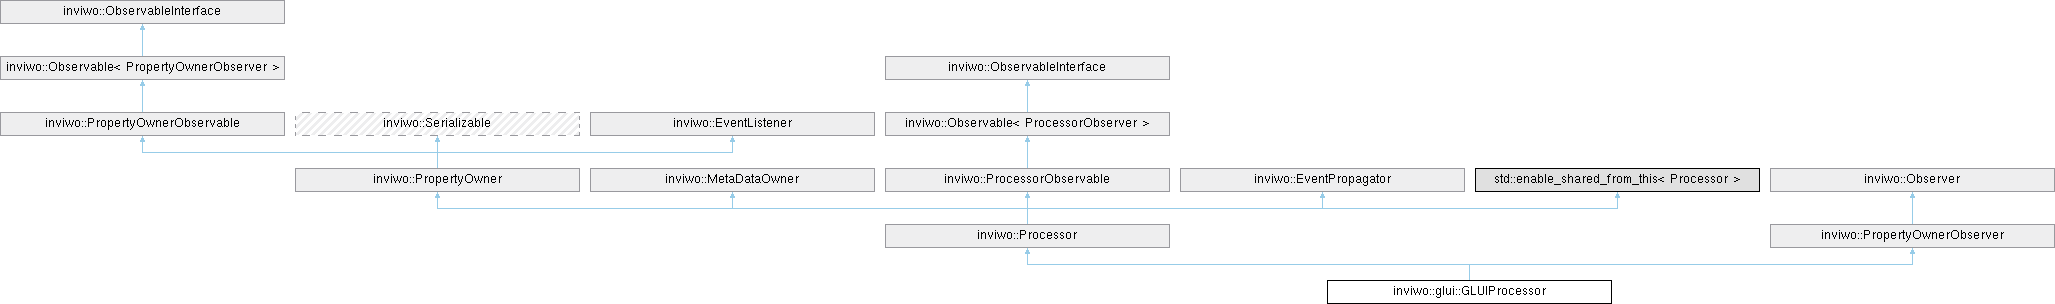 inviwo::ObservableInterface
inviwo::Observable< PropertyOwnerObserver >
inviwo::ObservableInterface
inviwo::PropertyOwnerObservable
inviwo::Serializable
inviwo::EventListener
inviwo::Observable< ProcessorObserver >
inviwo::PropertyOwner
inviwo::MetaDataOwner
inviwo::ProcessorObservable
inviwo::EventPropagator
std::enable_shared_from_this< Processor >
inviwo::Observer
inviwo::Processor
inviwo::PropertyOwnerObserver
inviwo::glui::GLUIProcessor